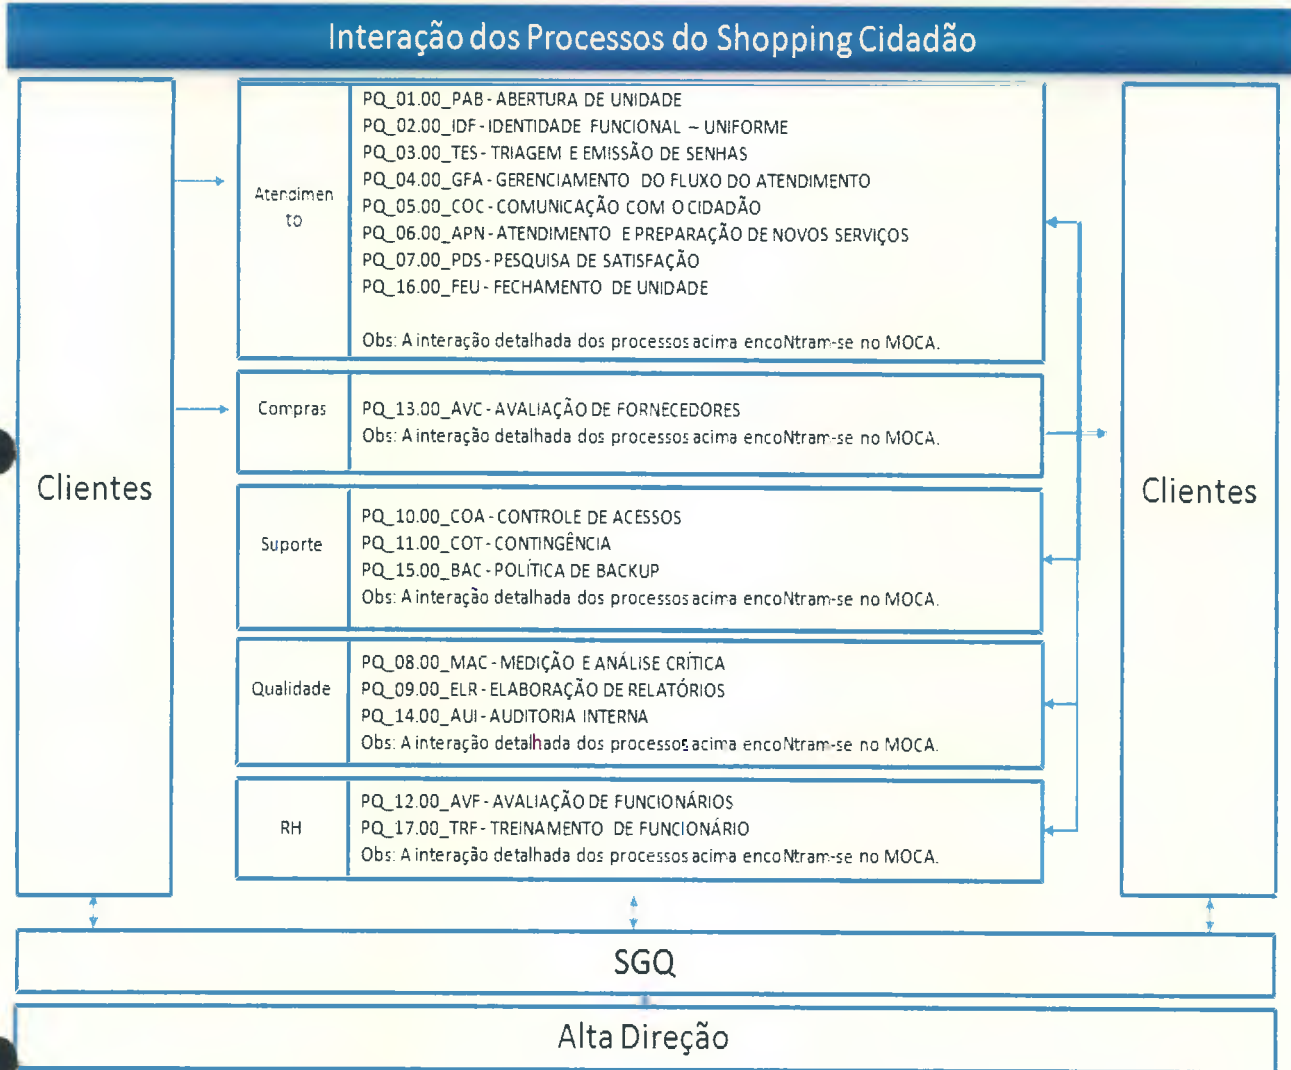 Interação dos Processos do Shopping Cidadão
Clientes
Atendimen
to
PQ_01.00_PAB - ABERTURA DE UNIDADE
PQ_02.00_IDF - IDENTIDADE FUNCIONAL – UNIFORME
PQ_03.00_TES - TRIAGEM E EMISSÃO DE SENHAS
PQ_04.00_GFA - GERENCIAMENTO DO FLUXO DO ATENDIMENTO
PQ_05.00_COC - COMUNICAÇÃO COM O CIDADÃO
PQ_06.00_APN - ATENDIMENTO E PREPARAÇÃO DE NOVOS SERVIÇOS
PQ_07.00_PDS - PESQUISA DE SATISFAÇÃO
PQ_16.00_FEU - FECHAMENTO DE UNIDADE
Obs: A interação detalhada dos processos acima encoNtram-se no MOCA.
Compras
PQ_13.00_AVC - AVALIAÇÃO DE FORNECEDORES
Obs: A interação detalhada dos processos acima encoNtram-se no MOCA.
Suporte
PQ_10.00_COA - CONTROLE DE ACESSOS
PQ_11.00_COT - CONTINGÊNCIA
PQ_15.00_BAC - POLÍTICA DE BACKUP
Obs: A interação detalhada dos processos acima encoNtram-se no MOCA.
Qualidade
PQ_08.00_MAC - MEDIÇÃO E ANÁLISE CRÍTICA
PQ_09.00_ELR - ELABORAÇÃO DE RELATÓRIOS
PQ_14.00_AUI - AUDITORIA INTERNA
Obs: A interação detalhada dos processos acima encoNtram-se no MOCA.
RH
PQ_12.00_AVF - AVALIAÇÃO DE FUNCIONÁRIOS
PQ_17.00_TRF - TREINAMENTO DE FUNCIONÁRIO
Obs: A interação detalhada dos processos acima encoNtram-se no MOCA.
Clientes
SGQ
Alta Direção